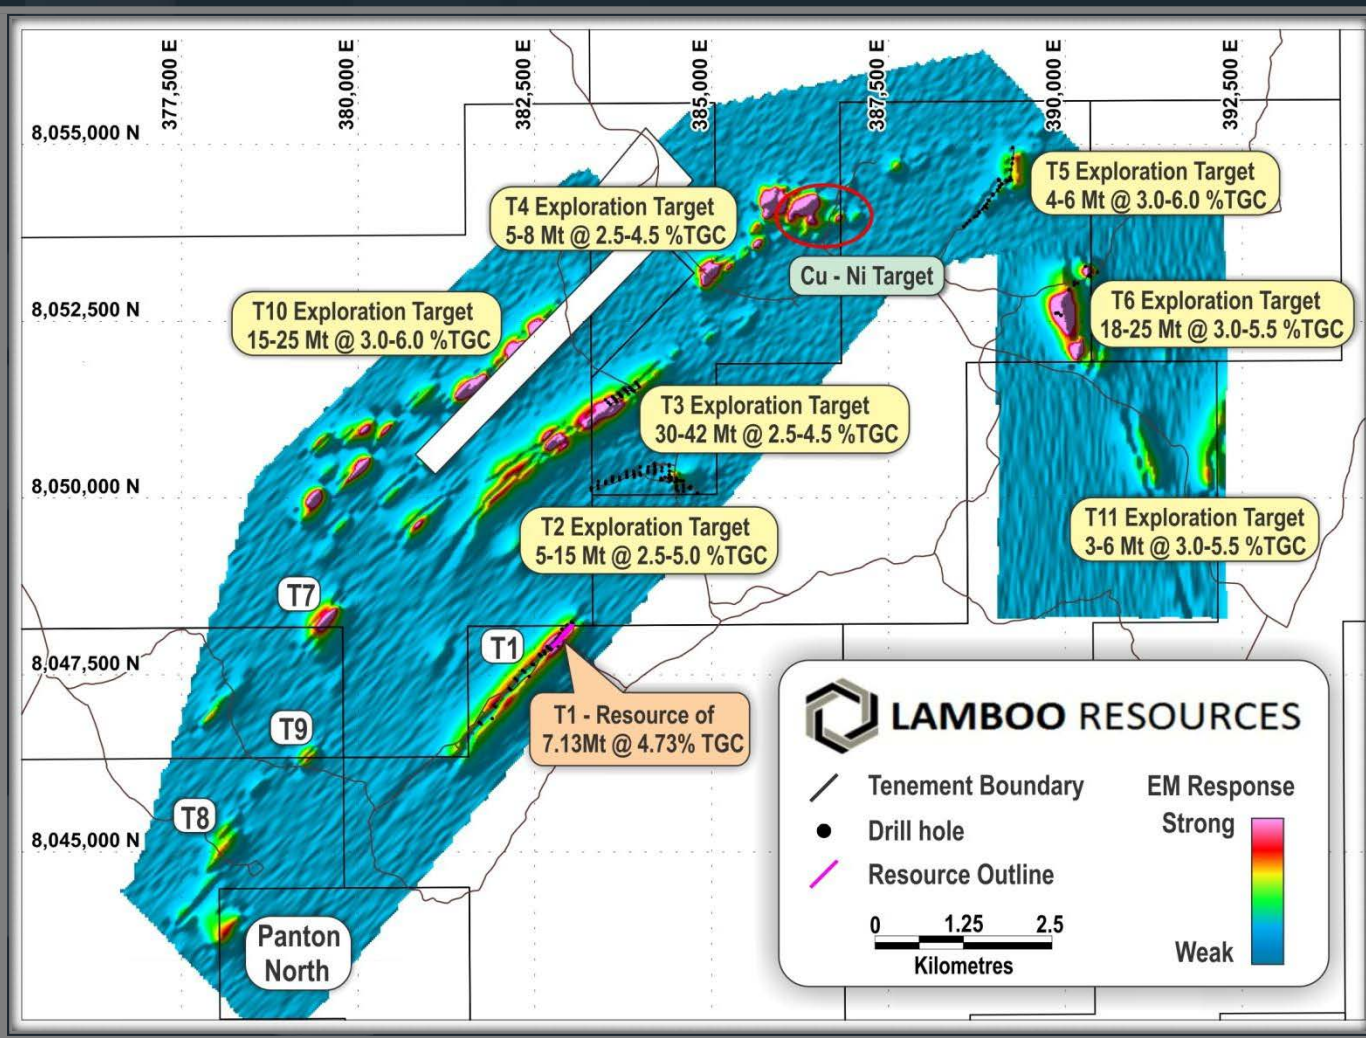 377,500 E
380,000 E
382,500 E
385,000 E
387,500 E
390,000 E
392,500 E
8,055,000 N
8,052,500 N
8,050,000 N
8,047,500 N
8,045,000 N
T4 Exploration Target
5-8 Mt @ 2.5-4.5 %TGC
T5 Exploration Target
4-6 Mt @ 3.0-6.0 %TGC
Cu - Ni Target
T10 Exploration Target
15-25 Mt @ 3.0-6.0 %TGC
T6 Exploration Target
18-25 Mt @ 3.0-5.5 %TGC
T3 Exploration Target
30-42 Mt @ 2.5-4.5 %TGC
T2 Exploration Target
5-15 Mt @ 2.5-5.0 %TGC
T11 Exploration Target
3-6 Mt @ 3.0-5.5 %TGC
T7
T1
T1 - Resource of
7.13Mt @ 4.73% TGC
T9
T8
Panton
North
LAMBOO RESOURCES
Tenement Boundary
Drill hole
Resource Outline
0 1.25 2.5
Kilometres
EM Response
Strong
Weak